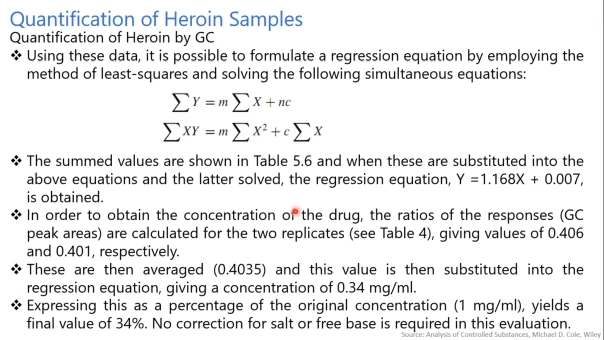 Quantification of Heroin Samples
Quantification of Heroin by GC
❖ Using these data, it is possible to formulate a regression equation by employing the
method of least-squares and solving the following simultaneous equations:
∑Y = m∑X + nc
∑XY = m∑X² + c∑X
❖ The summed values are shown in Table 5.6 and when these are substituted into the
above equations and the latter solved, the regression equation, Y =1.168X + 0.007,
is obtained.
❖ In order to obtain the concentration of the drug, the ratios of the responses (GC
peak areas) are calculated for the two replicates (see Table 4), giving values of 0.406
and 0.401, respectively.
❖ These are then averaged (0.4035) and this value is then substituted into the
regression equation, giving a concentration of 0.34 mg/ml.
❖ Expressing this as a percentage of the original concentration (1 mg/ml), yields a
final value of 34%. No correction for salt or free base is required in this evaluation.
Source: Analysis of Controlled Substances, Michael D. Cole, Wiley